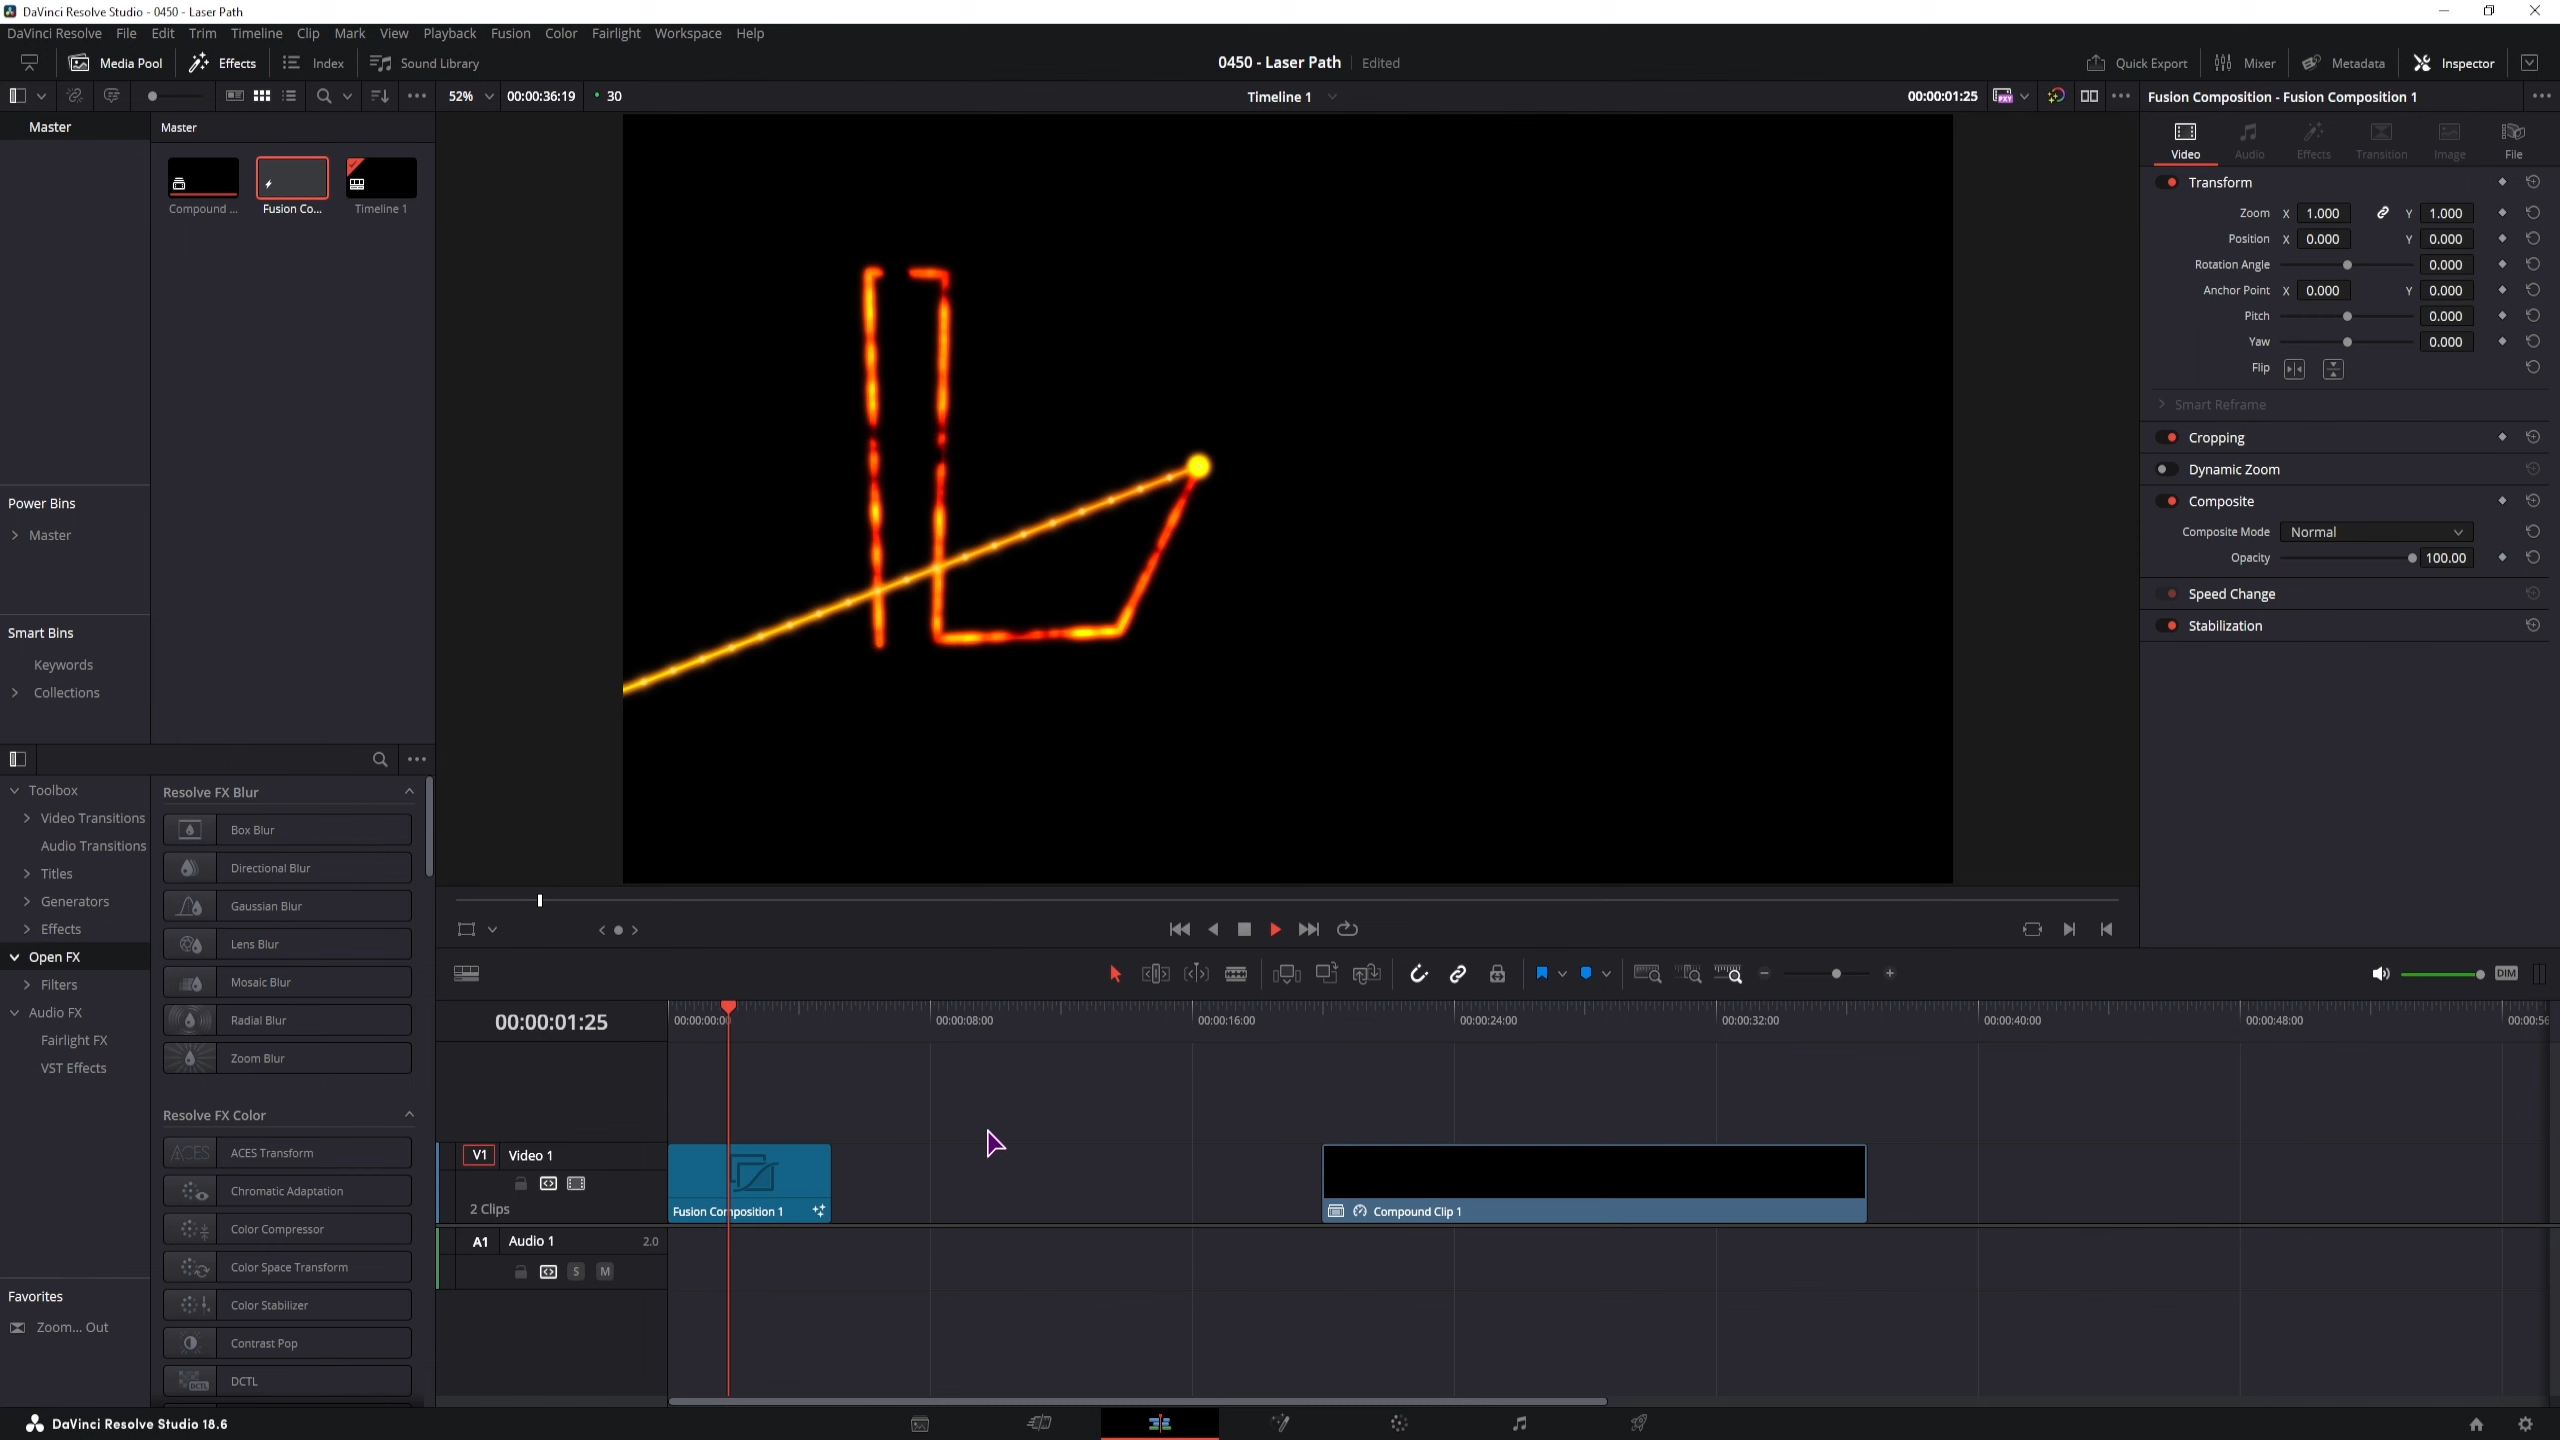 DaVinci Resolve Studio - 0450 - Laser Path
DaVinci Resolve File Edit Trim Timeline Clip Mark View Playback Fusion Color Fairlight Workspace Help
Media Pool Effects Index Sound Library 0450 - Laser Path Edited Quick Export Mixer Metadata Inspector
52% 00:00:36:19 30 Timeline 1 00:00:01:25 PXY Fusion Composition - Fusion Composition 1
Master Master
Compound ... Fusion Co... Timeline 1
Video Audio Effects Transition Image File
Transform
Zoom X 1.000 Y 1.000
Position X 0.000 Y 0.000
Rotation Angle 0.000
Anchor Point X 0.000 Y 0.000
Pitch 0.000
Yaw 0.000
Flip
Smart Reframe
Cropping
Dynamic Zoom
Composite
Composite Mode Normal
Opacity 100.00
Speed Change
Stabilization
Power Bins
Master
Smart Bins
Keywords
Collections
Toolbox
Video Transitions
Audio Transitions
Titles
Generators
Effects
Open FX
Filters
Audio FX
Fairlight FX
VST Effects
Favorites
Zoom... Out
Resolve FX Blur
Box Blur
Directional Blur
Gaussian Blur
Lens Blur
Mosaic Blur
Radial Blur
Zoom Blur
Resolve FX Color
ACES ACES Transform
Chromatic Adaptation
Color Compressor
Color Space Transform
Color Stabilizer
Contrast Pop
DCTL DCTL
DIM
00:00:01:25 00:00:00:00 00:00:08:00 00:00:16:00 00:00:24:00 00:00:32:00 00:00:40:00 00:00:48:00 00:00:56
V1 Video 1
2 Clips
Fusion Composition 1 Compound Clip 1
A1 Audio 1 2.0
S M
DaVinci Resolve Studio 18.6